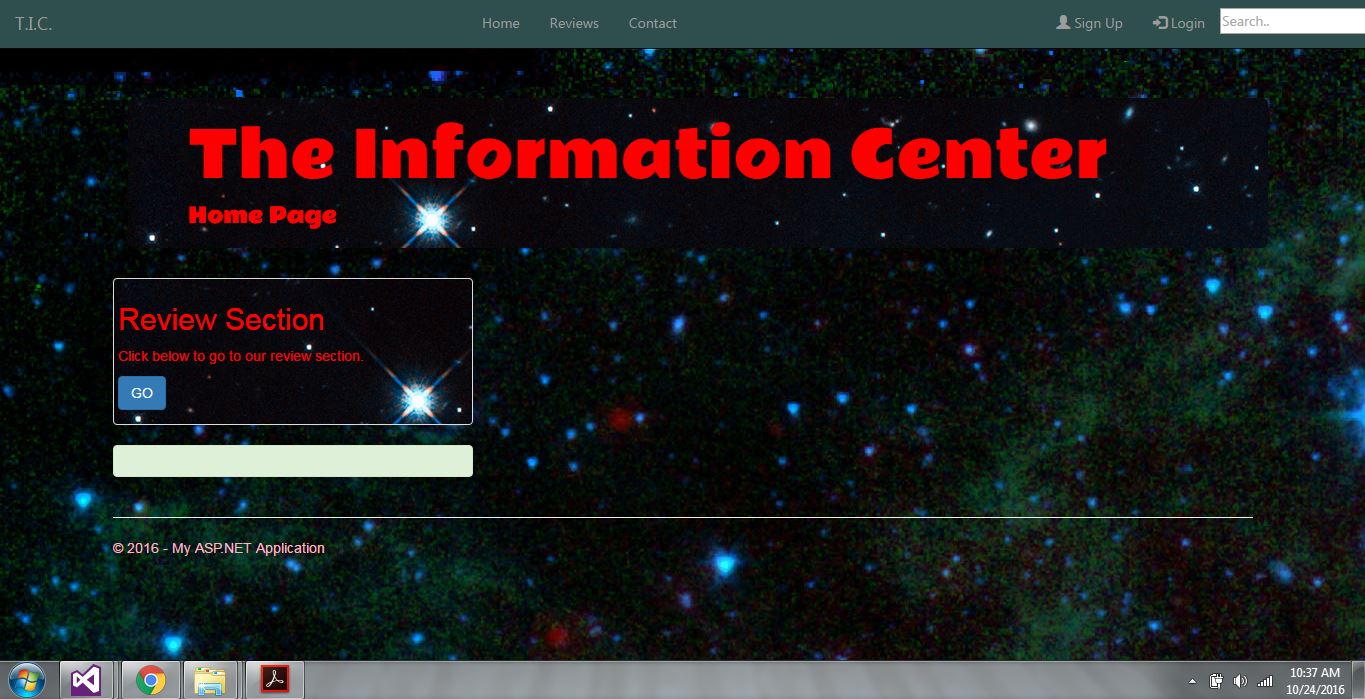 T.I.C. Home Reviews Contact Sign Up Login Search..
The Information Center
Home Page
Review Section
Click below to go to our review section.
GO
© 2016 - My ASP.NET Application
10:37 AM
10/24/2016